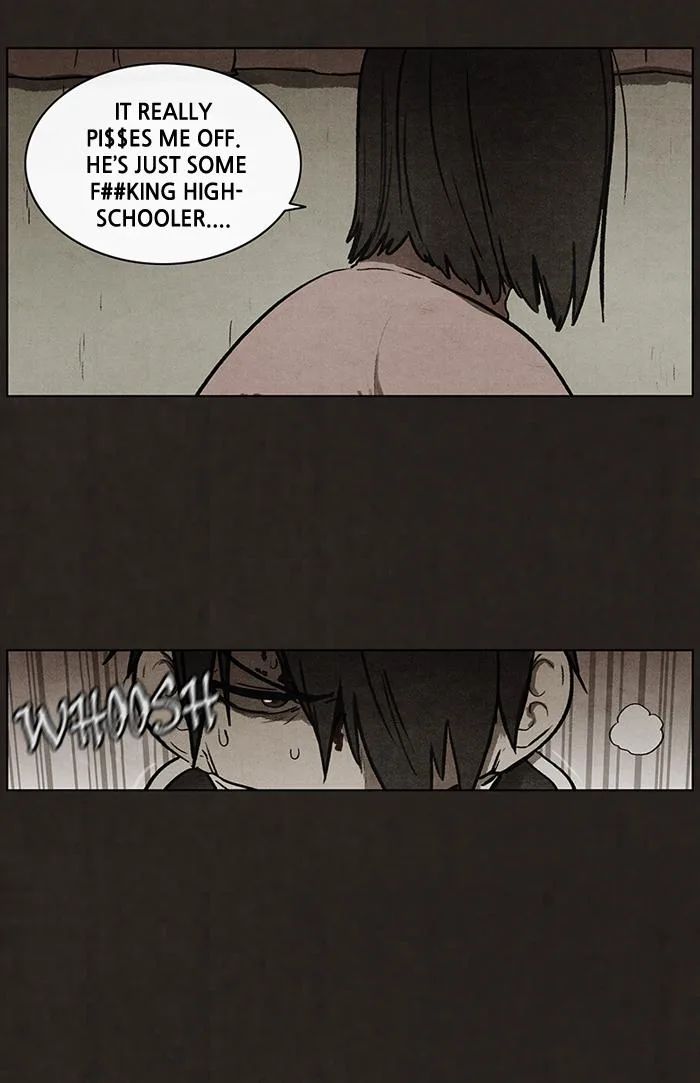 IT REALLY
PI$$ES ME OFF.
HE'S JUST SOME
F##KING HIGH-
SCHOOLER....
WHOOSH